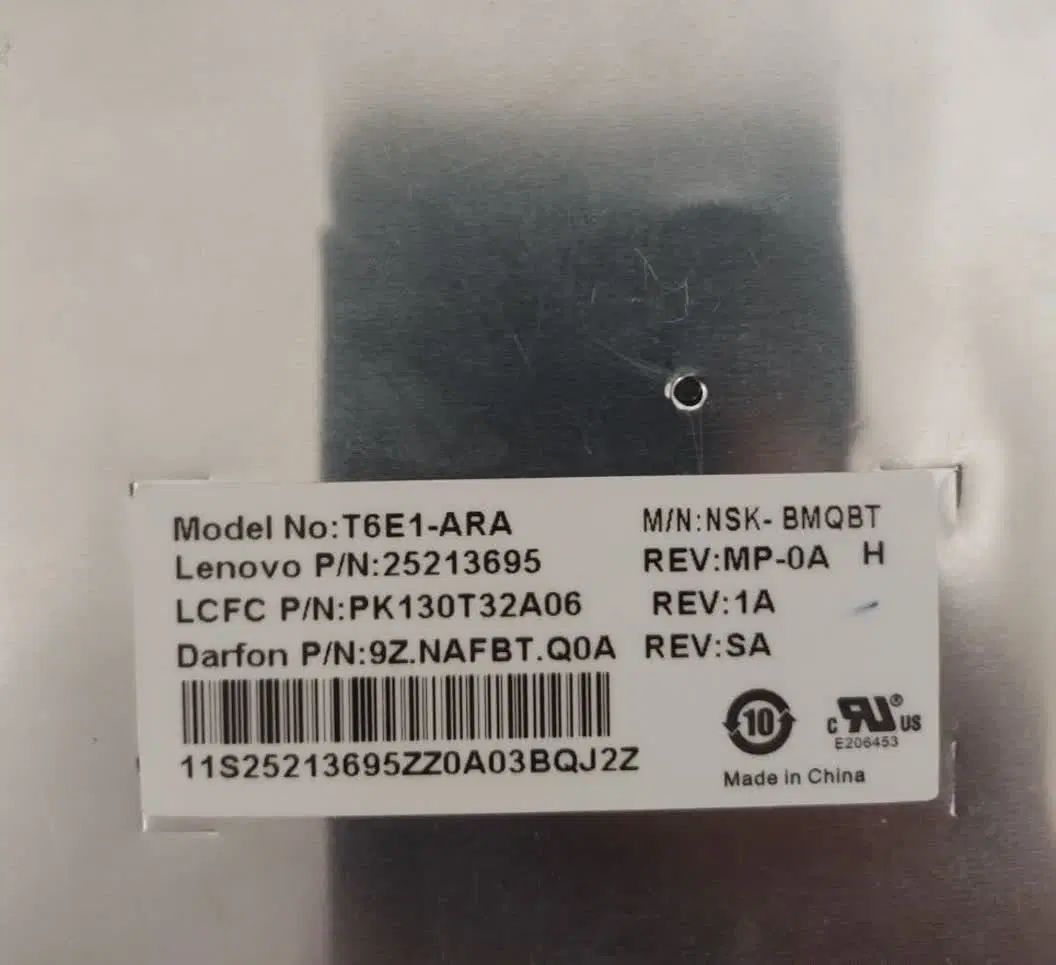 Model No:T6E1-ARA M/N:NSK- BMQBT
Lenovo P/N:25213695 REV:MP-0A H
LCFC P/N:PK130T32A06 REV:1A
Darfon P/N:9Z.NAFBT.Q0A REV:SA
11S25213695ZZ0A03BQJ2Z
10
c RU ® US
E206453
Made in China